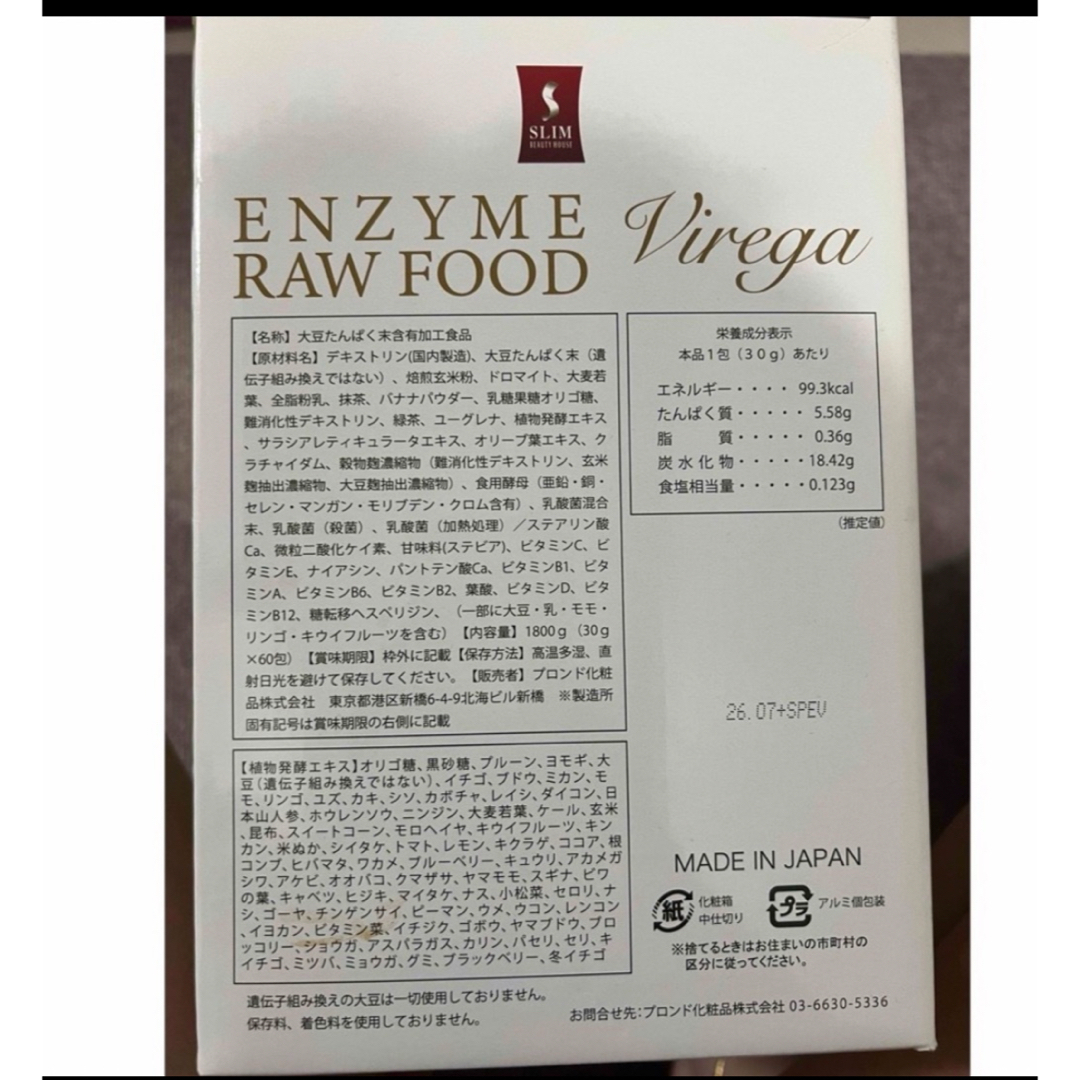 S
SLIM
BEAUTY HOUSE
ENZYME
RAW FOOD
Virega
【名称】大豆たんぱく末含有加工食品
【原材料名】デキストリン(国内製造)、大豆たんぱく末（遺
伝子組み換えではない）、焙煎玄米粉、ドロマイト、大麦若
葉、全脂粉乳、抹茶、バナナパウダー、乳糖果糖オリゴ糖、
難消化性デキストリン、緑茶、ユーグレナ、植物発酵エキス
、サラシアレティキュラータエキス、オリーブ葉エキス、ク
ラチャイダム、穀物麹濃縮物（難消化性デキストリン、玄米
麹抽出濃縮物、大豆麹抽出濃縮物）、食用酵母（亜鉛・銅・
セレン・マンガン・モリブデン・クロム含有）、乳酸菌混合
末、乳酸菌（殺菌）、乳酸菌（加熱処理）／ステアリン酸
Ca、微粒二酸化ケイ素、甘味料(ステビア)、ビタミンC、ビ
タミンE、ナイアシン、パントテン酸Ca、ビタミンB1、ビタ
ミンA、ビタミンB6、ビタミンB2、葉酸、ビタミンD、ビタ
ミンB12、糖転移ヘスペリジン、（一部に大豆・乳・モモ・
リンゴ・キウイフルーツを含む）【内容量】1800g（30g
×60包）【賞味期限】枠外に記載【保存方法】高温多湿、直
射日光を避けて保存してください。【販売者】ブロンド化粧
品株式会社 東京都港区新橋6-4-9北海ビル新橋 ※製造所
固有記号は賞味期限の右側に記載
栄養成分表示
本品1包（30g）あたり
エネルギー・・・・ 99.3kcal
たんぱく質・・・・・ 5.58g
脂 質・・・・・ 0.36g
炭水化物・・・・・18.42g
食塩相当量・・・・・0.123g
（推定値）
26.07+SPEV
【植物発酵エキス】オリゴ糖、黒砂糖、プルーン、ヨモギ、大
豆（遺伝子組み換えではない）、イチゴ、ブドウ、ミカン、モ
モ、リンゴ、ユズ、カキ、シソ、カボチャ、レイシ、ダイコン、日
本山人参、ホウレンソウ、ニンジン、大麦若葉、ケール、玄米
、昆布、スイートコーン、モロヘイヤ、キウイフルーツ、キン
カン、米ぬか、シイタケ、トマト、レモン、キクラゲ、ココア、根
コンブ、ヒバマタ、ワカメ、ブルーベリー、キュウリ、アカメガ
シワ、アケビ、オオバコ、クマザサ、ヤマモモ、スギナ、ビワ
の葉、キャベツ、ヒジキ、マイタケ、ナス、小松菜、セロリ、ナ
シ、ゴーヤ、チンゲンサイ、ピーマン、ウメ、ウコン、レンコン
、イヨカン、ビタミン菜、イチジク、ゴボウ、ヤマブドウ、ブロ
ッコリー、ショウガ、アスパラガス、カリン、パセリ、セリ、キ
イチゴ、ミツバ、ミョウガ、グミ、ブラックベリー、冬イチゴ
MADE IN JAPAN
紙
化粧箱
中仕切り
プラ
アルミ個包装
※捨てるときはお住まいの市町村の
区分に従ってください。
遺伝子組み換えの大豆は一切使用しておりません。
保存料、着色料を使用しておりません。
お問合せ先：ブロンド化粧品株式会社 03-6630-5336